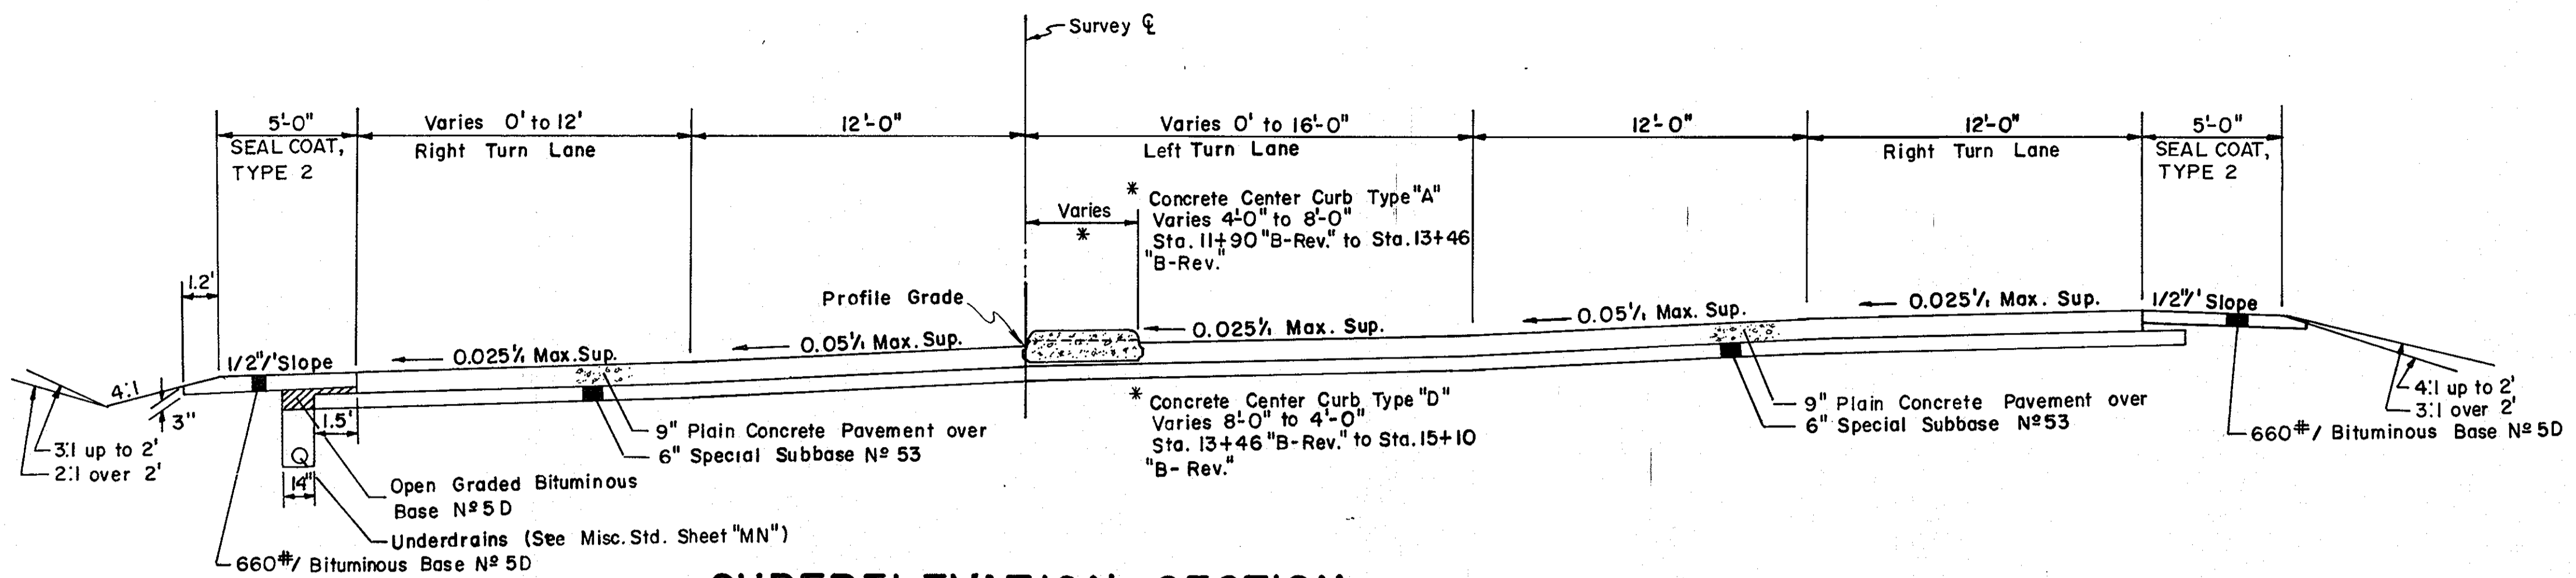 Survey ℄
5'-0"
Varies 0' to 12'
12'-0"
Varies 0' to 16'-0"
12'-0"
12'-0"
5'-0"
SEAL COAT,
TYPE 2
Right Turn Lane
Left Turn Lane
Right Turn Lane
SEAL COAT,
TYPE 2
Varies
*
* Concrete Center Curb Type "A"
Varies 4'-0" to 8'-0"
Sta. 11+90 "B-Rev." to Sta. 13+46
"B-Rev."
1.2'
Profile Grade
1/2"/' Slope
0.025'/1 Max. Sup.
0.05'/1 Max. Sup.
0.025'/1 Max. Sup.
0.05'/1 Max. Sup.
0.025'/1 Max. Sup.
1/2"/' Slope
4:1
3"
1.5'
3:1 up to 2'
2:1 over 2'
14"
9" Plain Concrete Pavement over
6" Special Subbase Nº 53
* Concrete Center Curb Type "D"
Varies 8'-0" to 4'-0"
Sta. 13+46 "B-Rev." to Sta. 15+10
"B-Rev."
9" Plain Concrete Pavement over
6" Special Subbase Nº 53
4:1 up to 2'
3:1 over 2'
660#/ Bituminous Base Nº 5D
Open Graded Bituminous
Base Nº 5D
Underdrains (See Misc. Std. Sheet "MN")
660#/ Bituminous Base Nº 5D
SUPERELEVATION SECTION